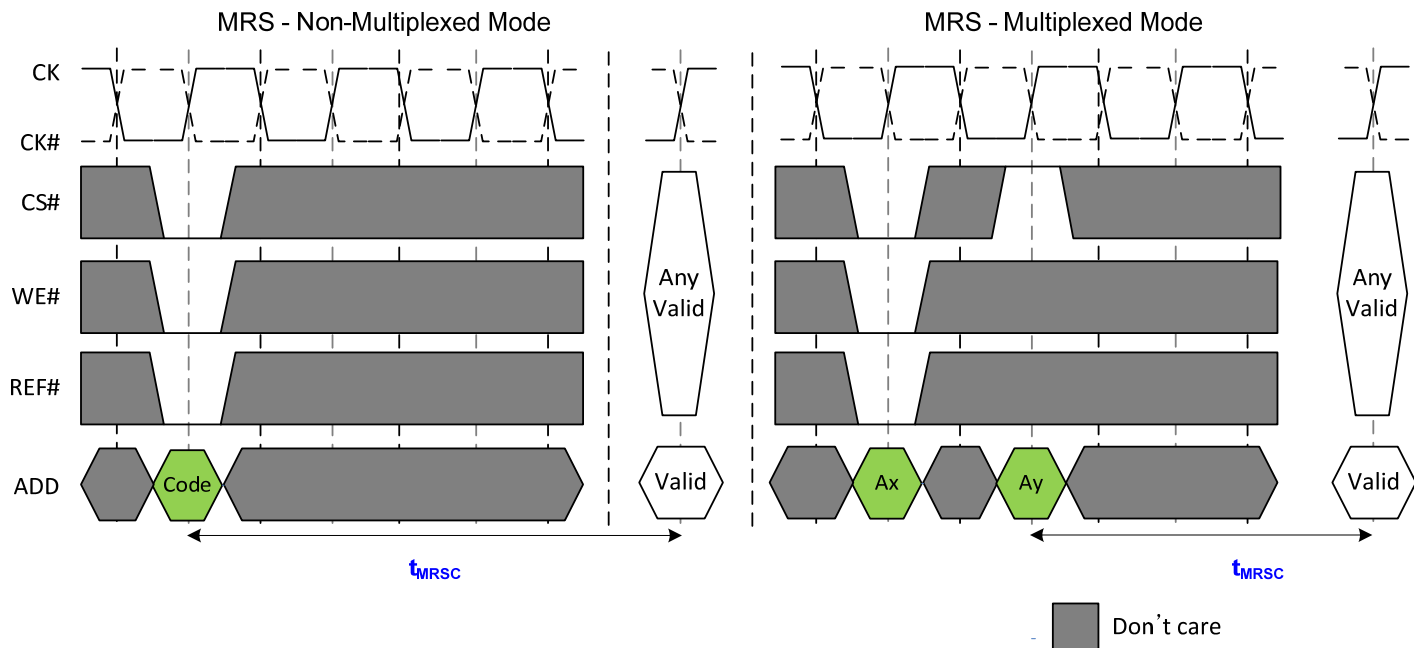 MRS - Non-Multiplexed Mode
MRS - Multiplexed Mode
CK
CK#
CS#
WE#
REF#
ADD
Any
Valid
Any
Valid
Code
Valid
Ax
Ay
Valid
tMRSC
tMRSC
Don't care